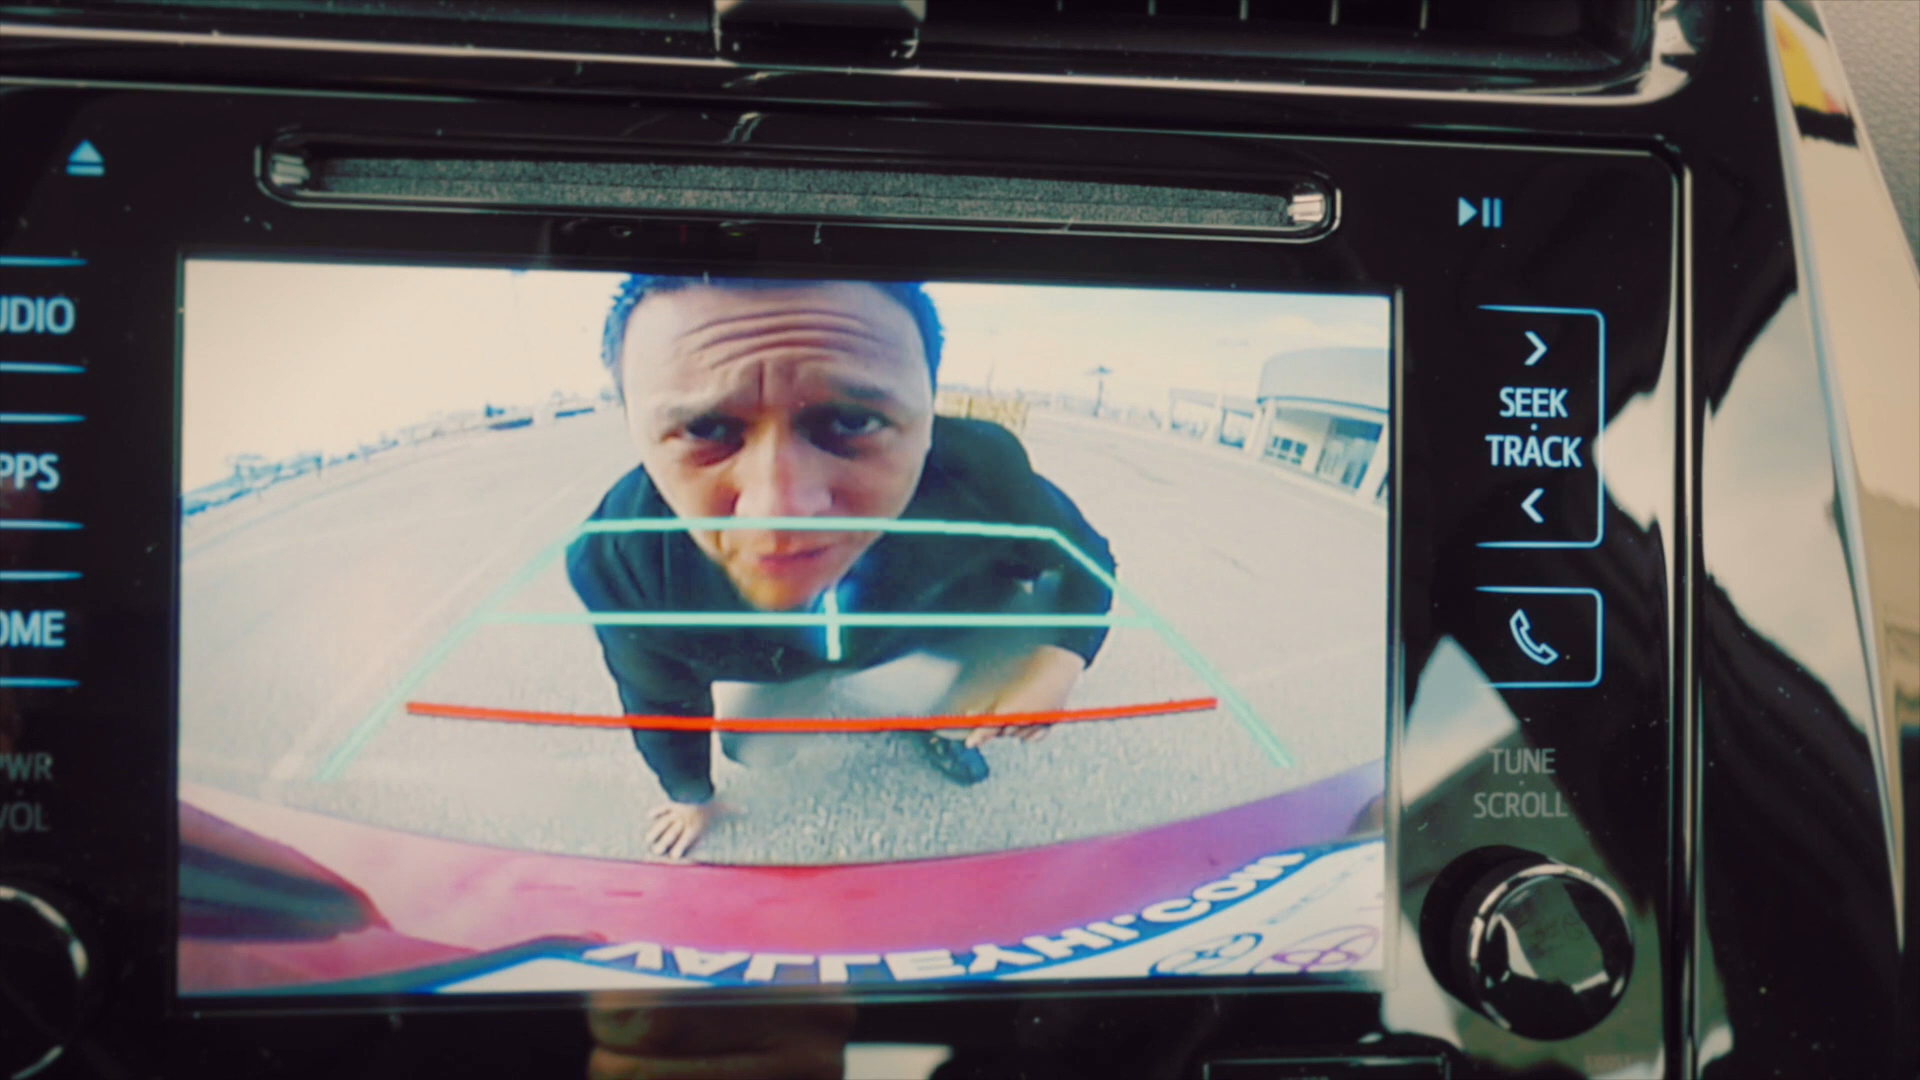 UDIO
PPS
OME
PWR
VOL
SEEK
TRACK
TUNE
SCROLL
VALLEYHI.COM